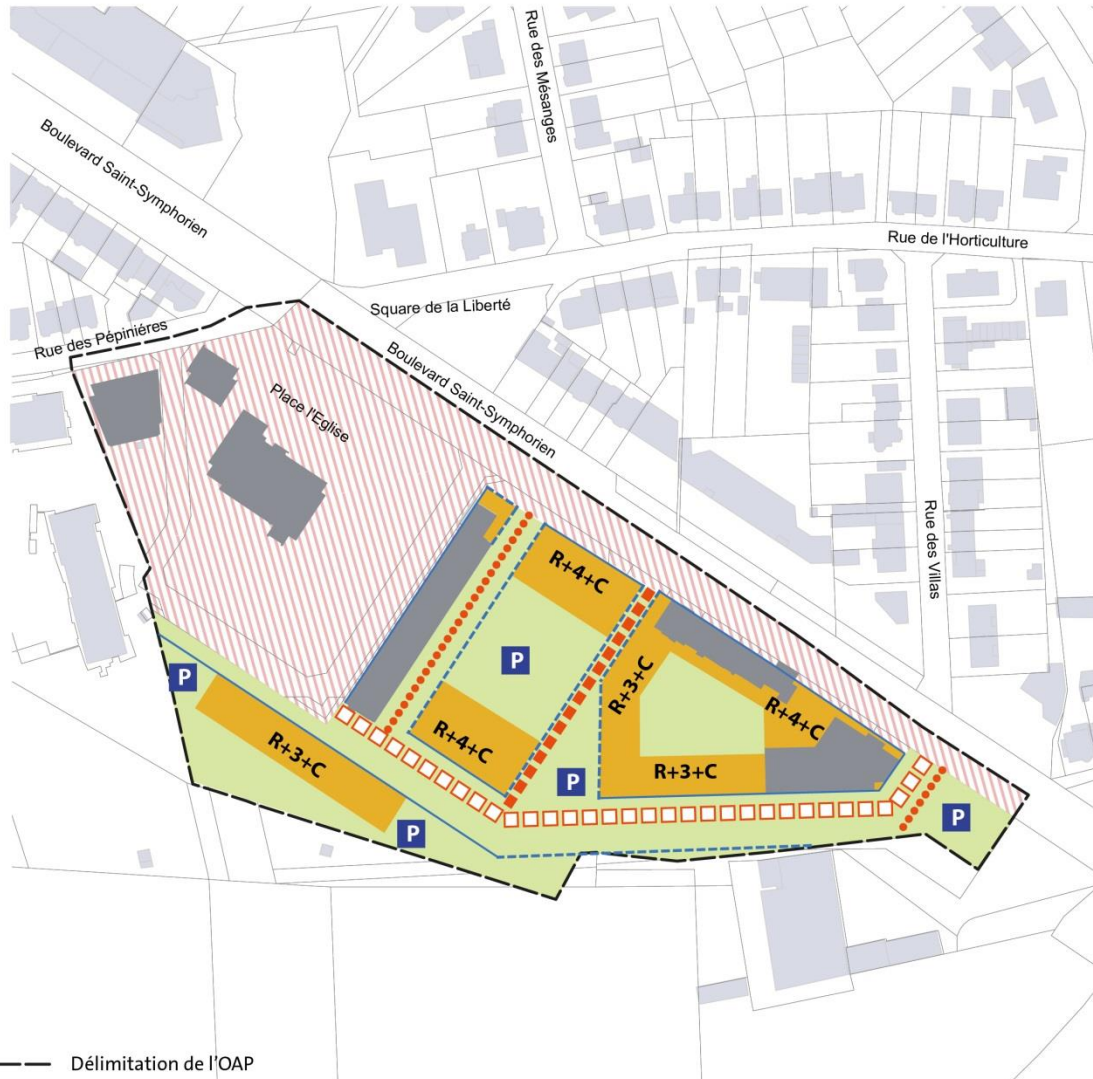 Rue des Mésanges
Boulevard Saint-Symphorien
Rue de l'Horticulture
Square de la Liberté
Rue des Pépiniéres
Boulevard Saint-Symphorien
Place l'Eglise
Rue des Villas
R+4+C
P
R+3+C
R+4+C
P
R+4+C
R+3+C
R+3+C
P
P
P
Délimitation de l'OAP